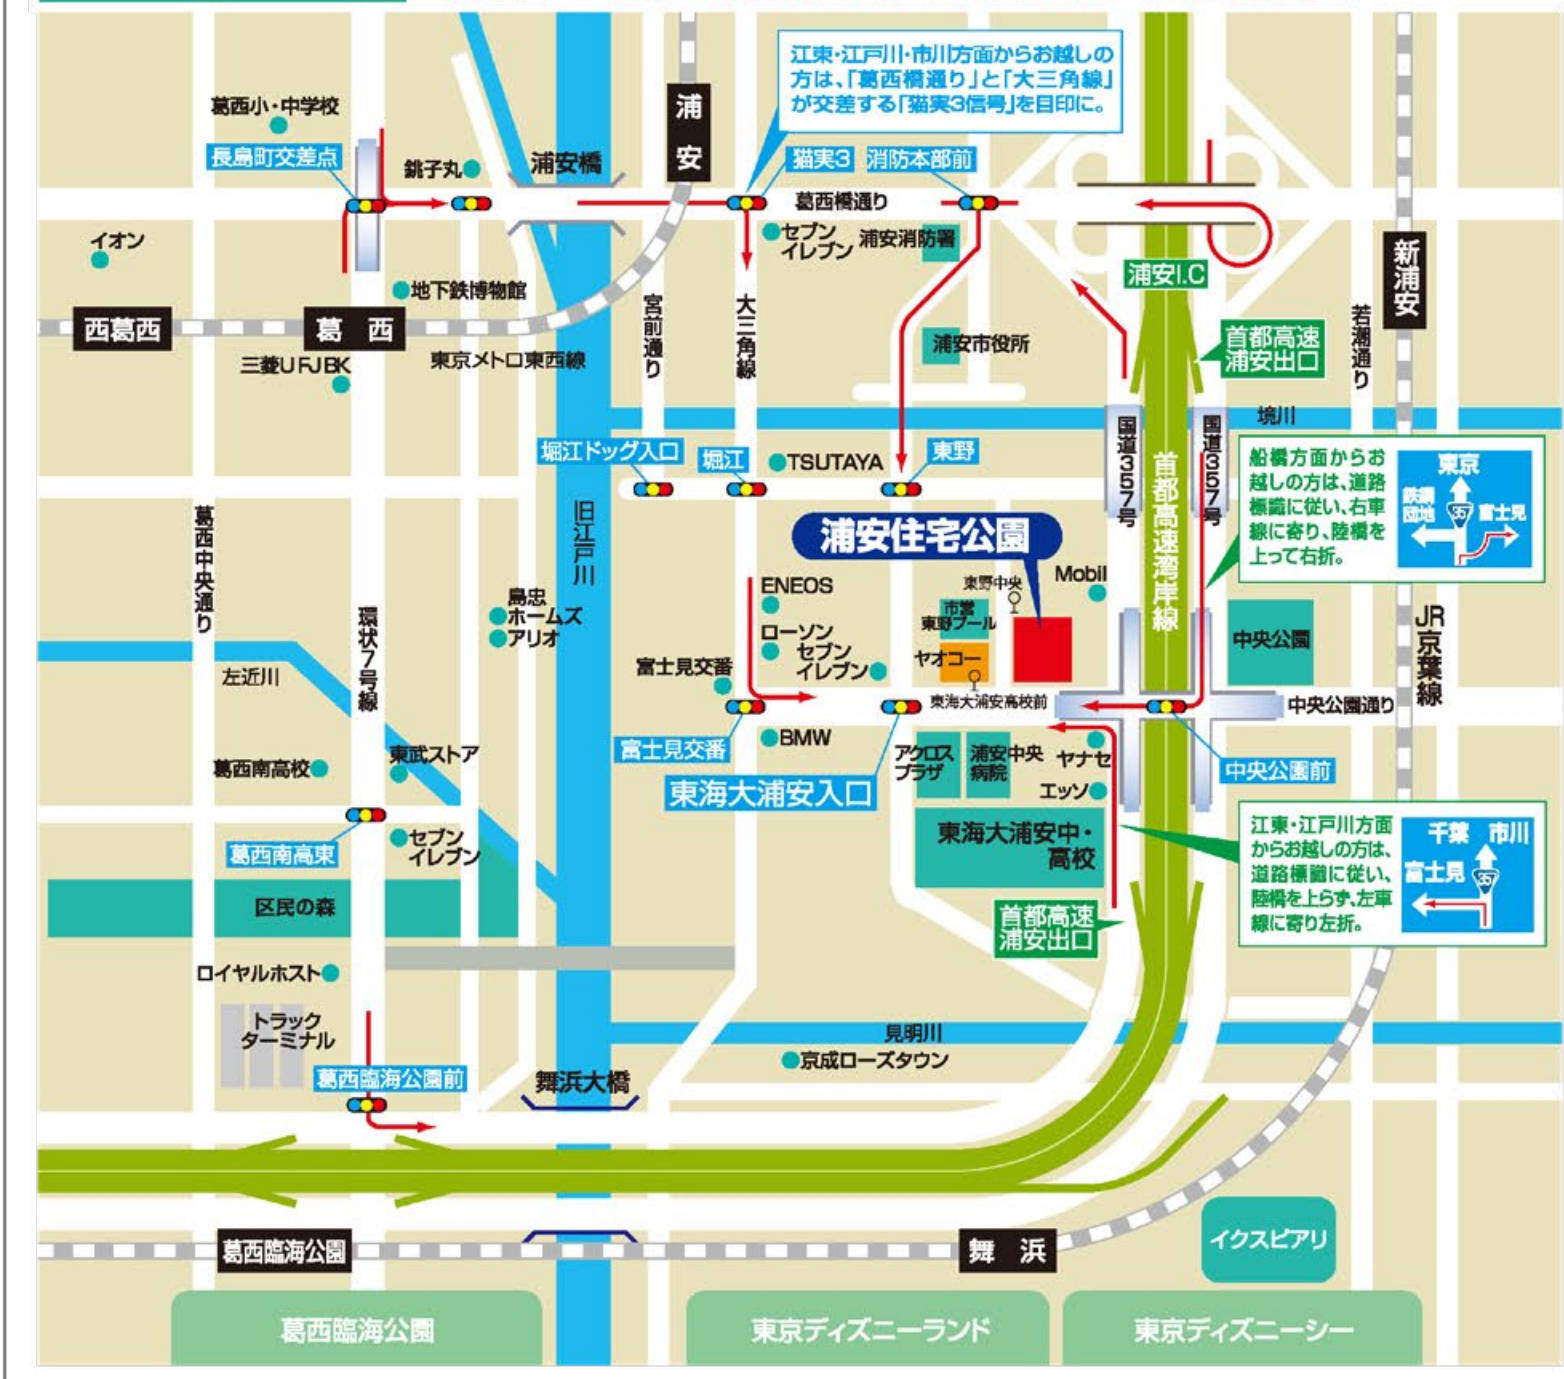 江東・江戸川・市川方面からお越しの
方は、「葛西橋通り」と「大三角線」
が交差する「猫実3信号」を目印に。
葛西小・中学校
長島町交差点
銚子丸
浦安橋
浦安
猫実3
消防本部前
葛西橋通り
イオン
セブン
イレブン
浦安消防署
新浦安
浦安I.C
地下鉄博物館
西葛西
葛西
宮前通り
大三角線
若潮通り
首都高速
浦安出口
浦安市役所
三菱UFJBK
東京メトロ東西線
境川
国道357号
国道357号
堀江ドッグ入口
堀江
TSUTAYA
東野
首都高速湾岸線
船橋方面からお
越しの方は、道路
標識に従い、右車
線に寄り、陸橋を
上って右折。
東京
鉄鋼
団地
357
富士見
葛西中央通り
旧江戸川
浦安住宅公園
ENEOS
東野中央
Mobil
島忠
ホームズ
アリオ
市営
東野プール
環状7号線
ローソン
セブン
イレブン
ヤオコー
中央公園
JR京葉線
左近川
富士見交番
東海大浦安高校前
中央公園通り
富士見交番
BMW
アクロス
プラザ
浦安中央
病院
ヤナセ
中央公園前
東武ストア
葛西南高校
東海大浦安入口
エッソ
葛西南高東
セブン
イレブン
東海大浦安中・
高校
江東・江戸川方面
からお越しの方は、
道路標識に従い、
陸橋を上らず、左車
線に寄り左折。
千葉 市川
富士見
357
区民の森
首都高速
浦安出口
ロイヤルホスト
トラック
ターミナル
見明川
京成ローズタウン
葛西臨海公園前
舞浜大橋
葛西臨海公園
舞浜
イクスピアリ
葛西臨海公園
東京ディズニーランド
東京ディズニーシー